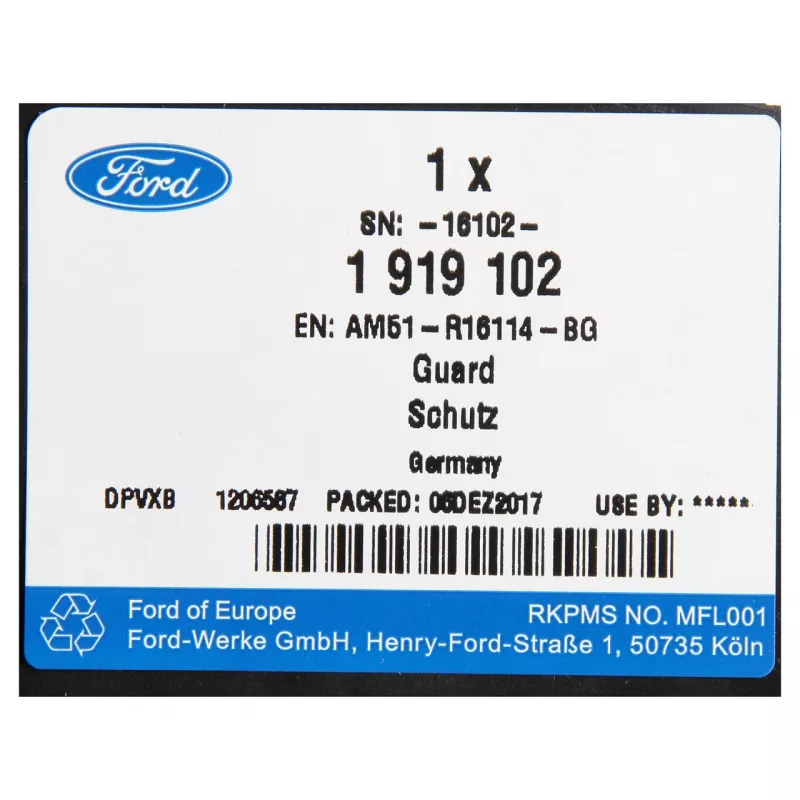 Ford
1 x
SN: -16102-
1 919 102
EN: AM51-R16114-BG
Guard
Schutz
Germany
DPVXB 1206587 PACKED: 06DEZ2017 USE BY: *****
Ford of Europe RKPMS NO. MFL001
Ford-Werke GmbH, Henry-Ford-Straße 1, 50735 Köln